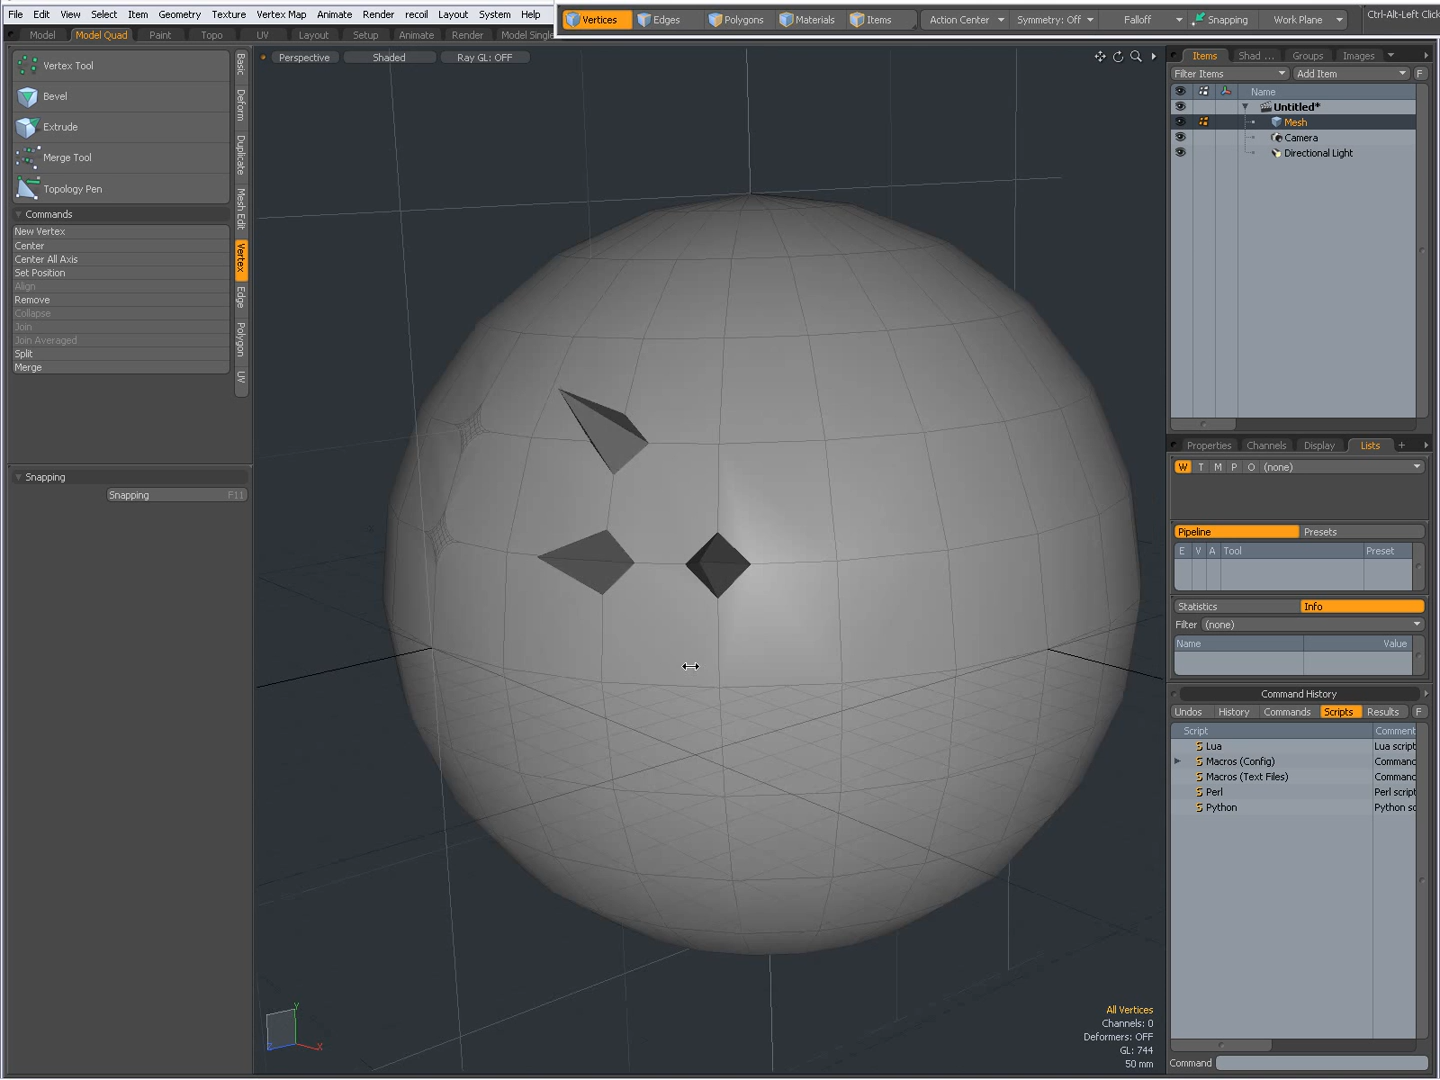 File Edit View Select Item Geometry Texture Vertex Map Animate Render recoil Layout System Help
Vertices Edges Polygons Materials Items Action Center Symmetry: Off Falloff Snapping Work Plane
Ctrl-Alt-Left Click
Model Model Quad Paint Topo UV Layout Setup Animate Render Model Single
Vertex Tool
Bevel
Extrude
Merge Tool
Topology Pen
Commands
New Vertex
Center
Center All Axis
Set Position
Align
Remove
Collapse
Join
Join Averaged
Split
Merge
Basic
Deform
Duplicate
Mesh Edit
Vertex
Edge
Polygon
UV
Snapping
Snapping F11
Perspective Shaded Ray GL: OFF
Y
X
Z
All Vertices
Channels: 0
Deformers: OFF
GL: 744
50 mm
Items Shad ... Groups Images
Filter Items Add Item F
Name
Untitled*
Mesh
Camera
Directional Light
Properties Channels Display Lists +
W T M P O (none)
Pipeline Presets
E V A Tool Preset
Statistics Info
Filter (none)
Name Value
Command History
Undos History Commands Scripts Results F
Script Comment
Lua Lua script
Macros (Config) Command
Macros (Text Files) Command
Perl Perl script
Python Python sc
Command